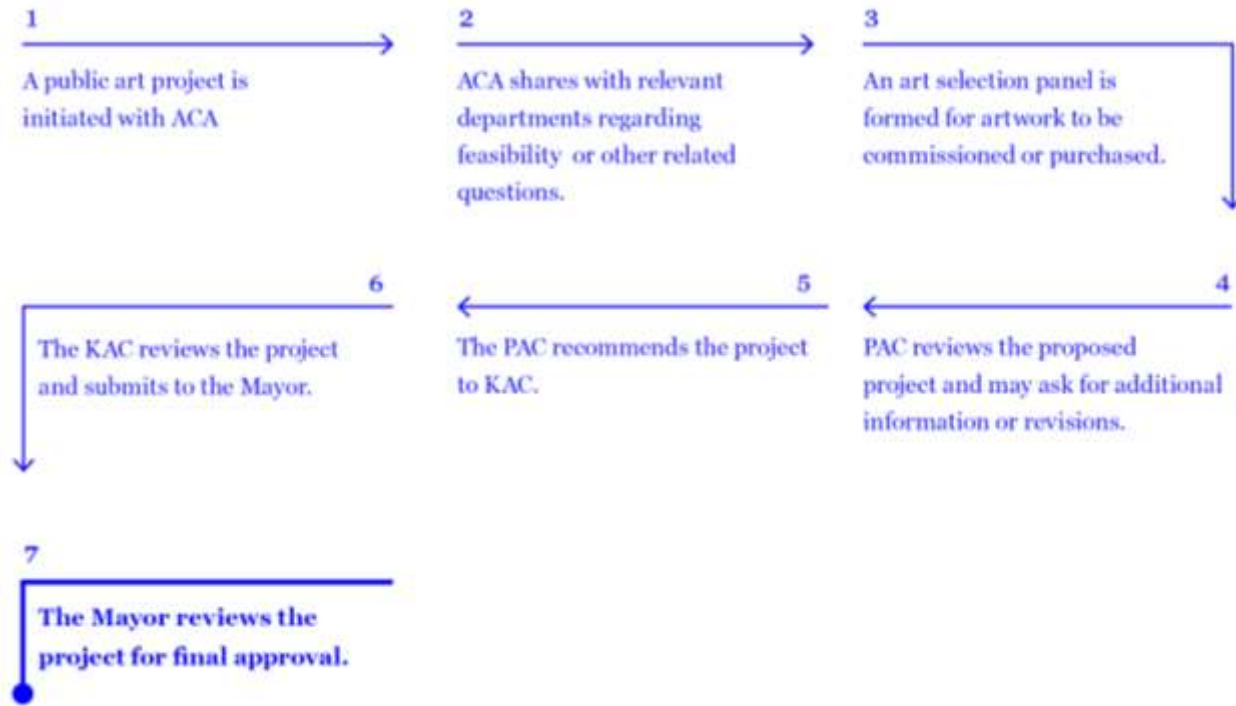 1
A public art project is
initiated with ACA
2
ACA shares with relevant
departments regarding
feasibility or other related
questions.
3
An art selection panel is
formed for artwork to be
commissioned or purchased.
4
PAC reviews the proposed
project and may ask for additional
information or revisions.
5
The PAC recommends the project
to KAC.
6
The KAC reviews the project
and submits to the Mayor.
7
The Mayor reviews the
project for final approval.